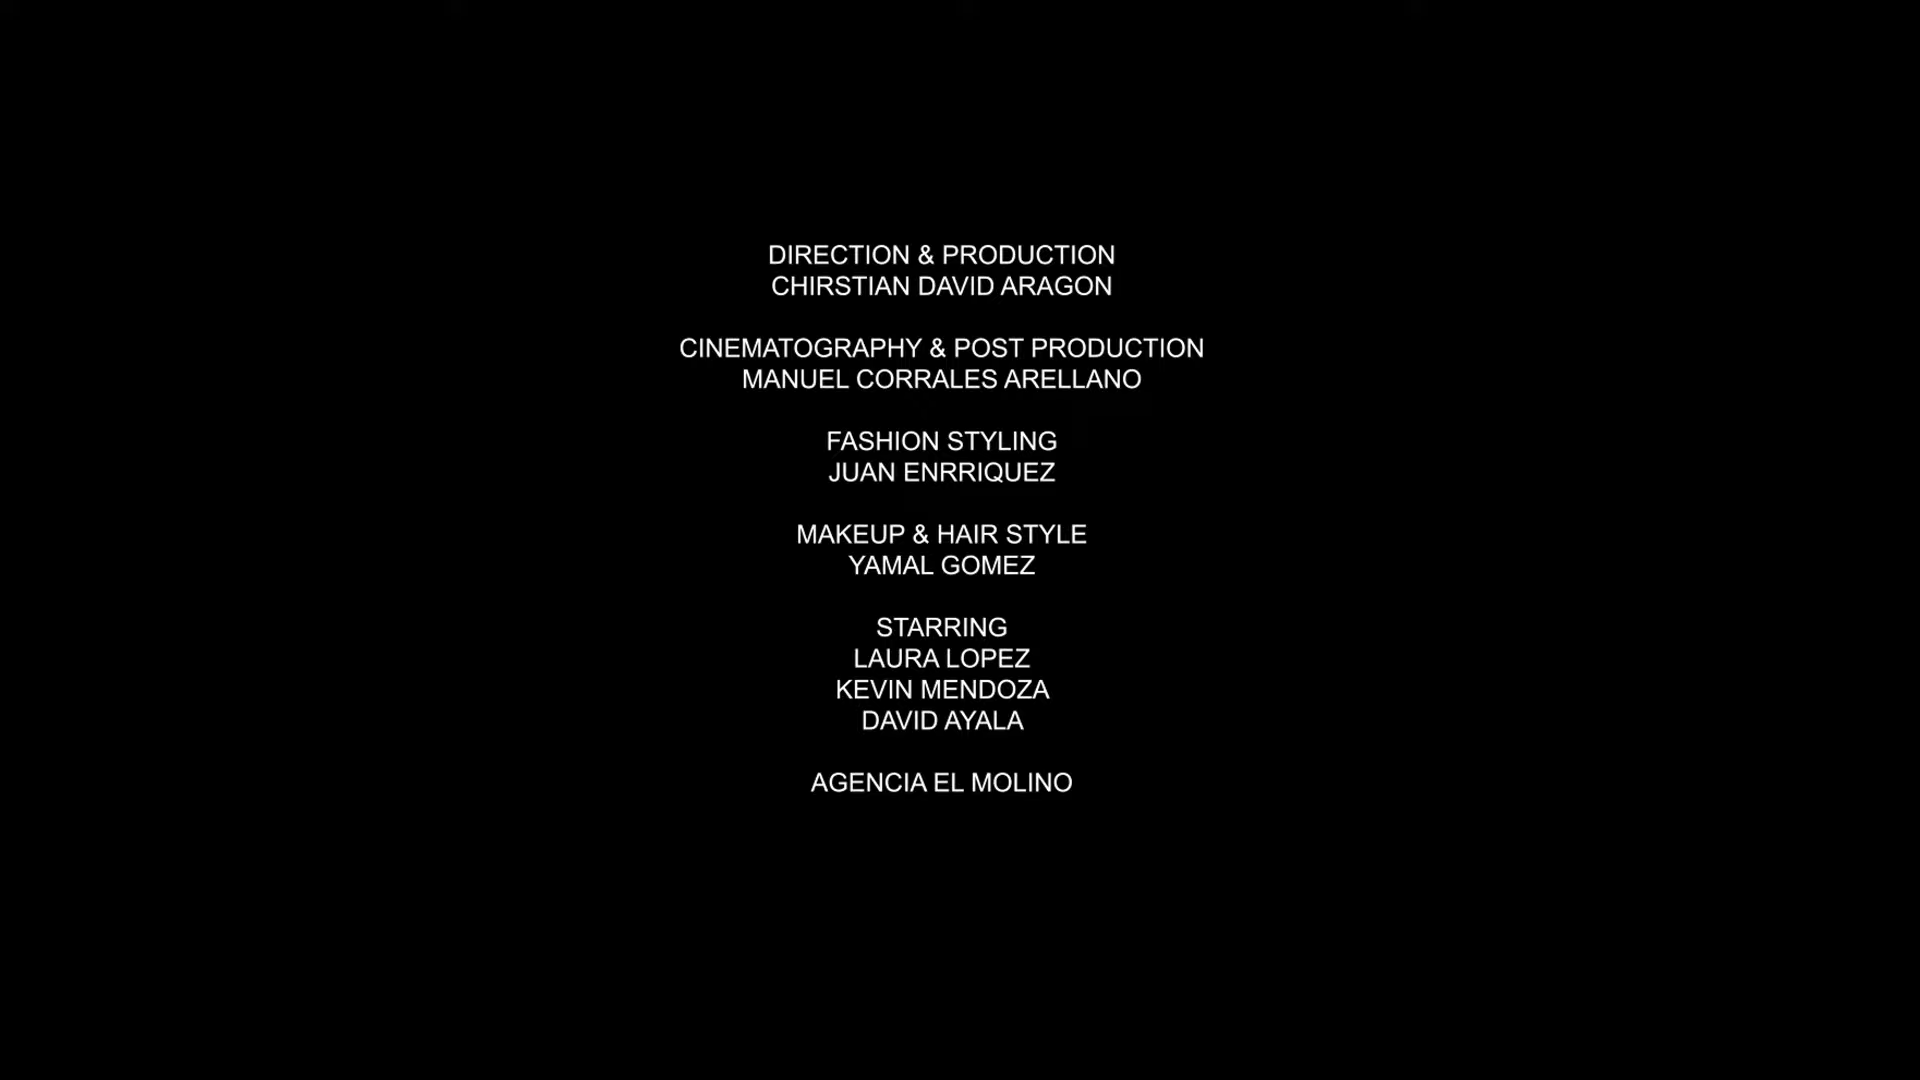 DIRECTION & PRODUCTION
CHIRSTIAN DAVID ARAGON
CINEMATOGRAPHY & POST PRODUCTION
MANUEL CORRALES ARELLANO
FASHION STYLING
JUAN ENRRIQUEZ
MAKEUP & HAIR STYLE
YAMAL GOMEZ
STARRING
LAURA LOPEZ
KEVIN MENDOZA
DAVID AYALA
AGENCIA EL MOLINO